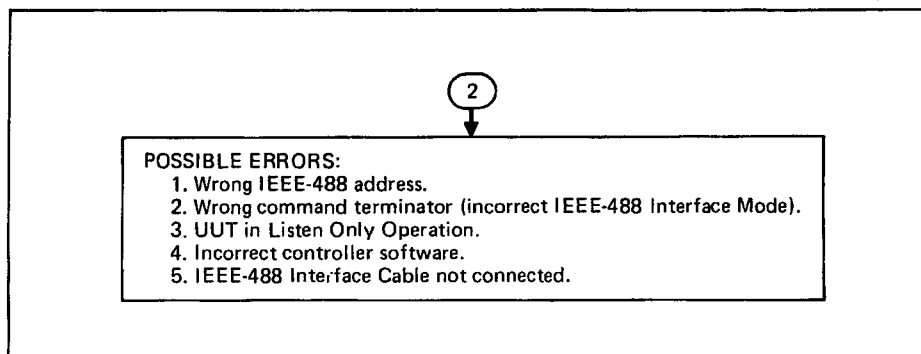 2
POSSIBLE ERRORS:
1. Wrong IEEE-488 address.
2. Wrong command terminator (incorrect IEEE-488 Interface Mode).
3. UUT in Listen Only Operation.
4. Incorrect controller software.
5. IEEE-488 Interface Cable not connected.